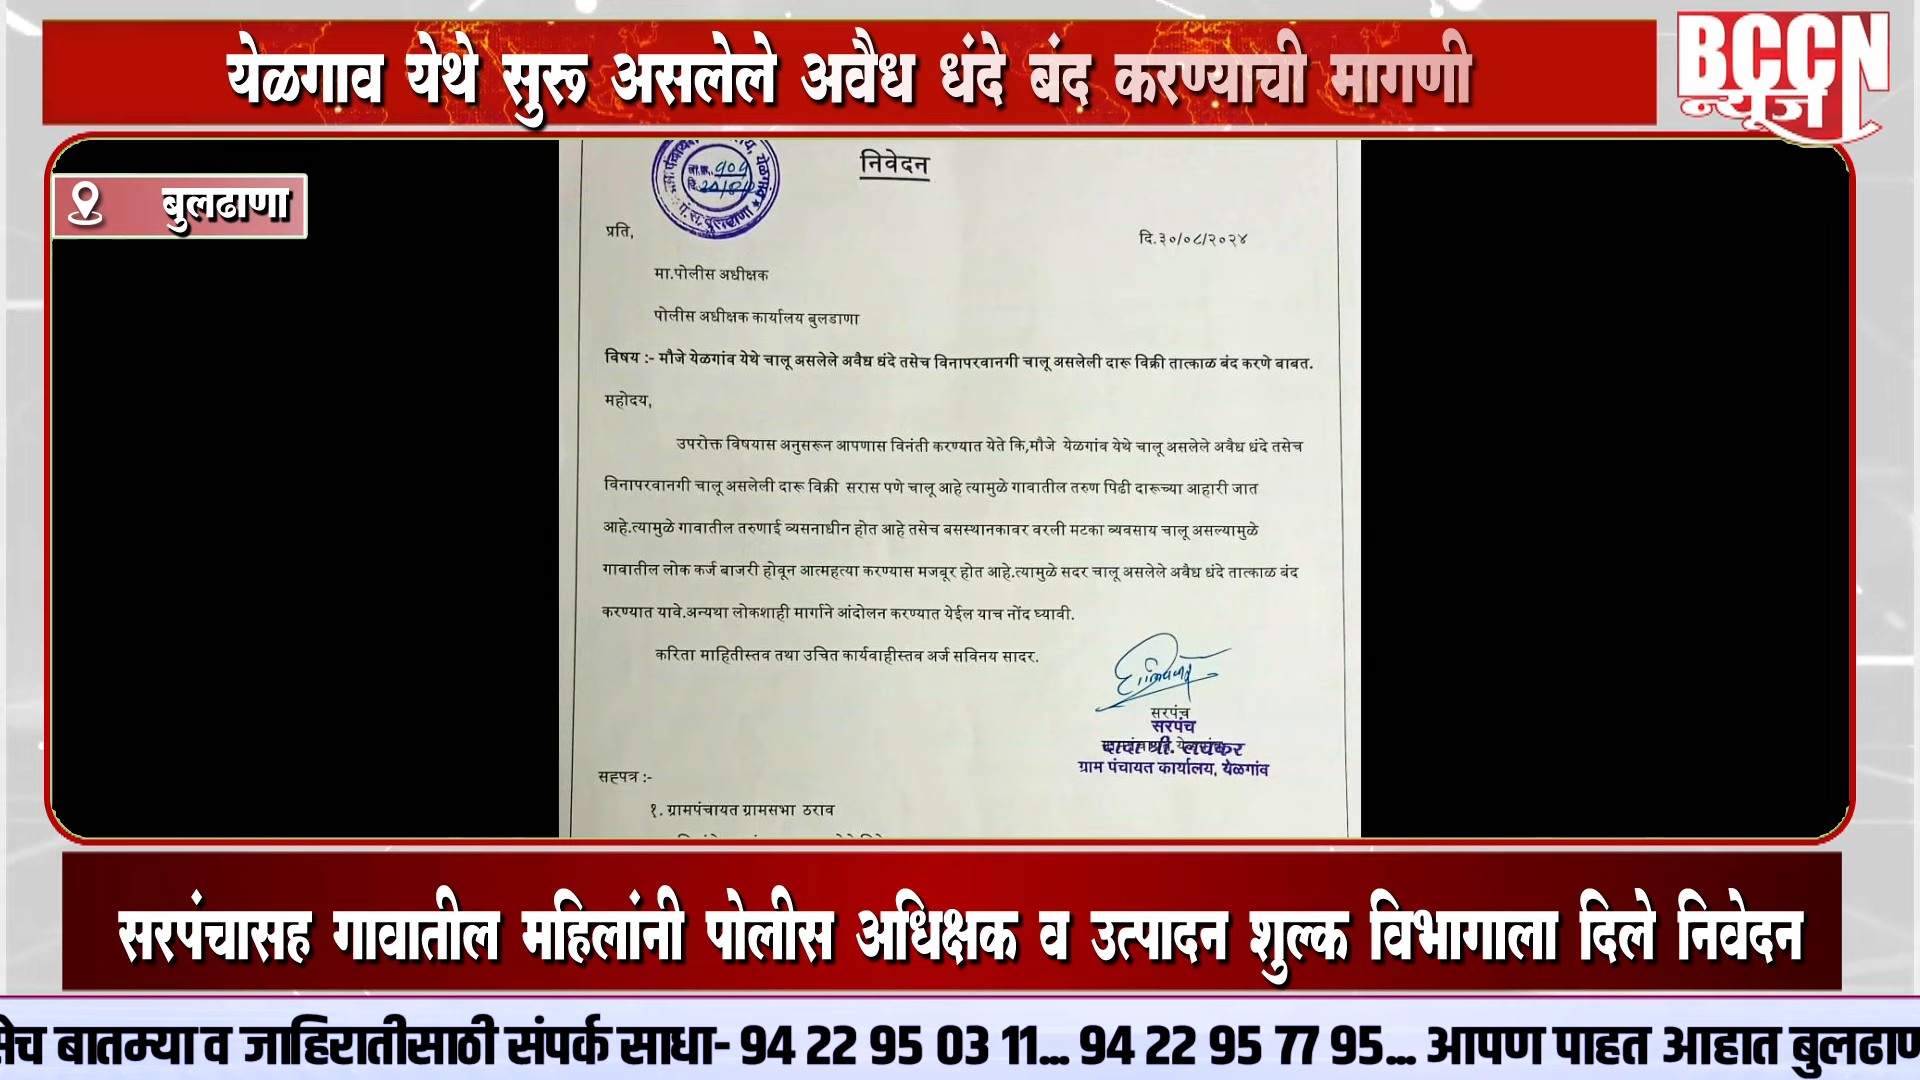 येळगाव येथे सुरू असलेले अवैध धंदे बंद करण्याची मागणी
BCCN
न्यूज
बुलढाणा
निवेदन
येळगांव
पं.स. बुलढाणा
प्रति,
दि.३०/०८/२०२४
मा.पोलीस अधीक्षक
पोलीस अधीक्षक कार्यालय बुलडाणा
विषय :- मौजे येळगांव येथे चालू असलेले अवैध धंदे तसेच विनापरवानगी चालू असलेली दारू विक्री तात्काळ बंद करणे बाबत.
महोदय,
उपरोक्त विषयास अनुसरून आपणास विनंती करण्यात येते कि,मौजे येळगांव येथे चालू असलेले अवैध धंदे तसेच
विनापरवानगी चालू असलेली दारू विक्री सरास पणे चालू आहे त्यामुळे गावातील तरुण पिढी दारूच्या आहारी जात
आहे.त्यामुळे गावातील तरुणाई व्यसनाधीन होत आहे तसेच बसस्थानकावर वरली मटका व्यवसाय चालू असल्यामुळे
गावातील लोक कर्ज बाजरी होवून आत्महत्या करण्यास मजबूर होत आहे.त्यामुळे सदर चालू असलेले अवैध धंदे तात्काळ बंद
करण्यात यावे.अन्यथा लोकशाही मार्गाने आंदोलन करण्यात येईल याच नोंद घ्यावी.
करिता माहितीस्तव तथा उचित कार्यवाहीस्तव अर्ज सविनय सादर.
सरपंच
सरपंच
दादा श्री. लवकर
ग्राम पंचायत कार्यालय, येळगांव
सहपत्र :-
१. ग्रामपंचायत ग्रामसभा ठराव
सरपंचासह गावातील महिलांनी पोलीस अधिक्षक व उत्पादन शुल्क विभागाला दिले निवेदन
सेच बातम्या व जाहिरातीसाठी संपर्क साधा- 94 22 95 03 11... 94 22 95 77 95... आपण पाहत आहात बुलढाण